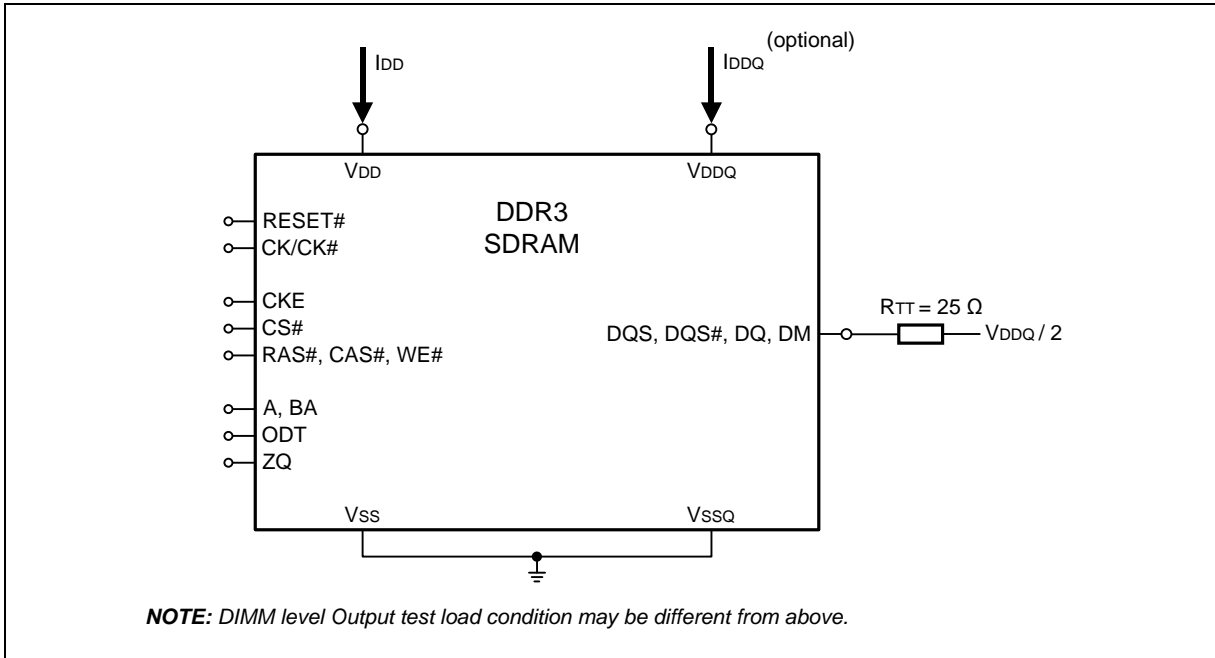 (optional)
IDD
IDDQ
VDD
VDDQ
DDR3
SDRAM
RESET#
CK/CK#
CKE
CS#
RAS#, CAS#, WE#
A, BA
ODT
ZQ
DQS, DQS#, DQ, DM
RTT = 25 Ω
VDDQ / 2
VSS
VSSQ
NOTE: DIMM level Output test load condition may be different from above.